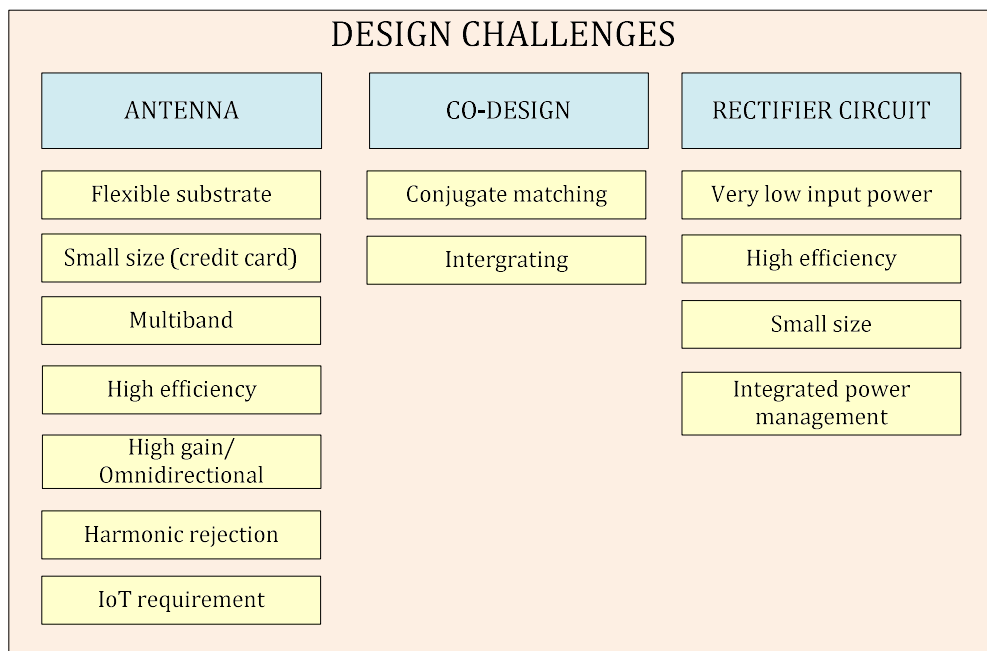 DESIGN CHALLENGES
ANTENNA
Flexible substrate
Small size (credit card)
Multiband
High efficiency
High gain/
Omnidirectional
Harmonic rejection
IoT requirement
CO-DESIGN
Conjugate matching
Intergrating
RECTIFIER CIRCUIT
Very low input power
High efficiency
Small size
Integrated power
management